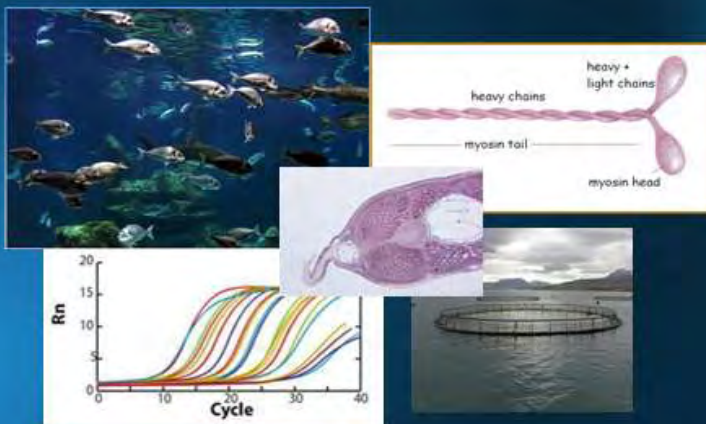 heavy +
light chains
heavy chains
myosin tail
myosin head
20
15
10
5
0
Rn
0
10
20
30
40
Cycle